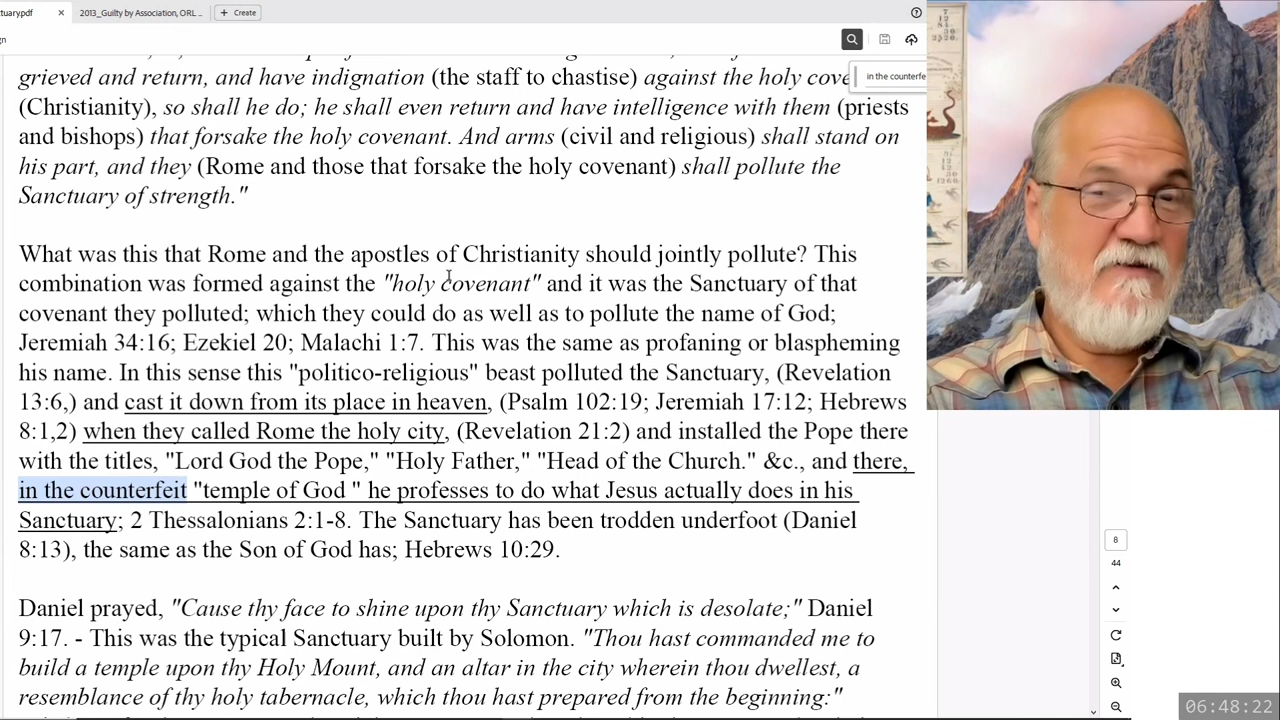 tuary.pdf
2013_Guilty by Association, ORL ...
+ Create
gn
grieved and return, and have indignation (the staff to chastise) against the holy cove
in the counterfe
(Christianity), so shall he do; he shall even return and have intelligence with them (priests
and bishops) that forsake the holy covenant. And arms (civil and religious) shall stand on
his part, and they (Rome and those that forsake the holy covenant) shall pollute the
Sanctuary of strength."
What was this that Rome and the apostles of Christianity should jointly pollute? This
combination was formed against the "holy covenant" and it was the Sanctuary of that
covenant they polluted; which they could do as well as to pollute the name of God;
Jeremiah 34:16; Ezekiel 20; Malachi 1:7. This was the same as profaning or blaspheming
his name. In this sense this "politico-religious" beast polluted the Sanctuary, (Revelation
13:6,) and cast it down from its place in heaven, (Psalm 102:19; Jeremiah 17:12; Hebrews
8:1,2) when they called Rome the holy city, (Revelation 21:2) and installed the Pope there
with the titles, "Lord God the Pope," "Holy Father," "Head of the Church." &c., and there,
in the counterfeit "temple of God " he professes to do what Jesus actually does in his
Sanctuary; 2 Thessalonians 2:1-8. The Sanctuary has been trodden underfoot (Daniel
8:13), the same as the Son of God has; Hebrews 10:29.
Daniel prayed, "Cause thy face to shine upon thy Sanctuary which is desolate;" Daniel
9:17. - This was the typical Sanctuary built by Solomon. "Thou hast commanded me to
build a temple upon thy Holy Mount, and an altar in the city wherein thou dwellest, a
resemblance of thy holy tabernacle, which thou hast prepared from the beginning:"
8
44
06:48:22